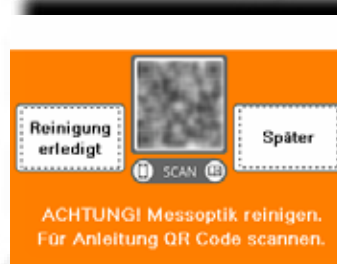 Reinigung
erledigt
SCAN
Später
ACHTUNG! Messoptik reinigen.
Für Anleitung QR Code scannen.